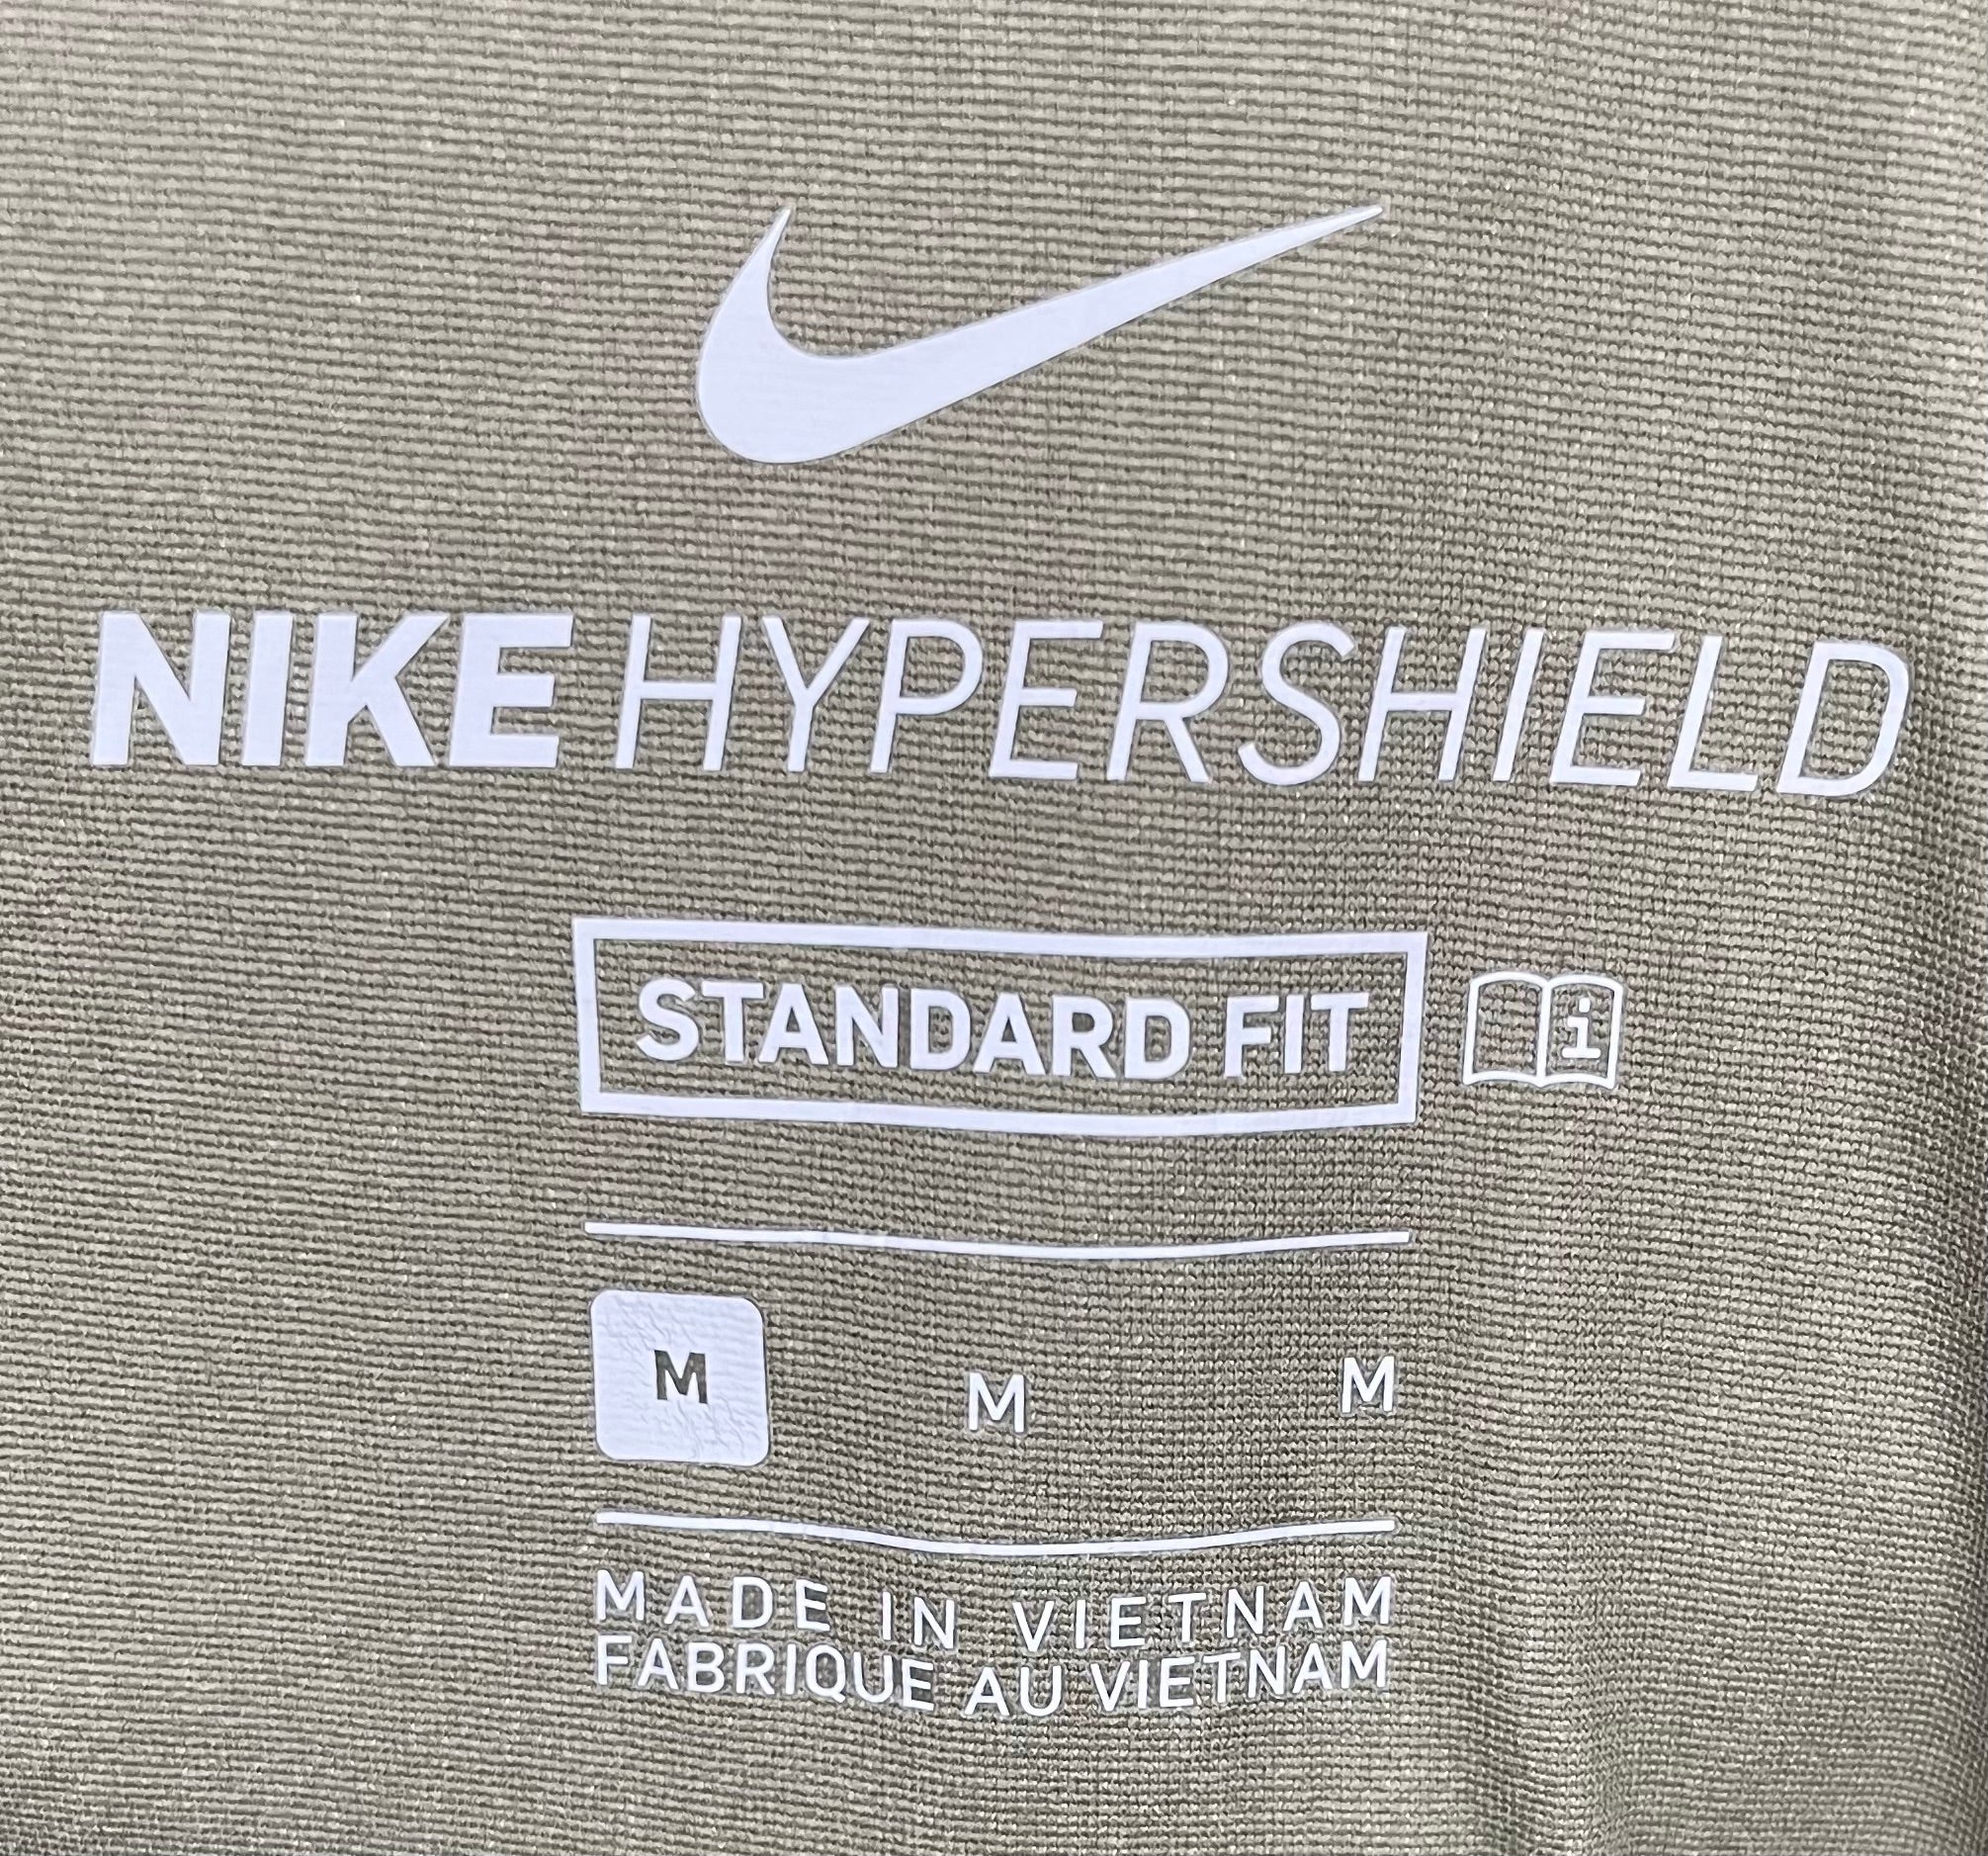 NIKE HYPERSHIELD
STANDARD FIT i
M M M
MADE IN VIETNAM
FABRIQUE AU VIETNAM